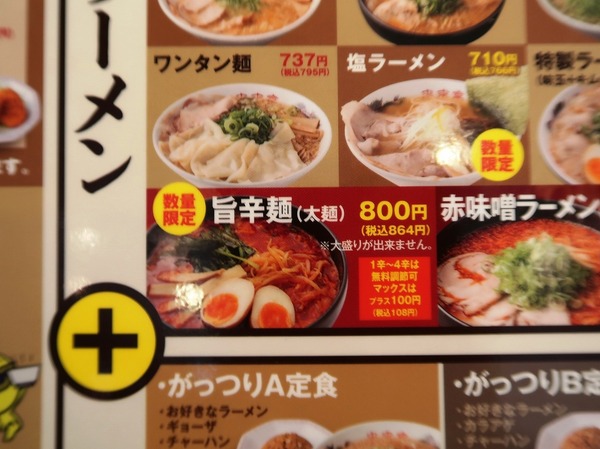 ラーメン
ワンタン麺
737円
(税込795円)
塩ラーメン
710円
(税込766円)
特製ラー
数量
限定
数量
限定
旨辛麺(太麺)
800円
(税込864円)
※大盛りが出来ません。
1辛〜4辛は
無料調節可
マックスは
プラス100円
(税込108円)
赤味噌ラーメン
・がっつりA定食
・お好きなラーメン
・ギョーザ
・チャーハン
・がっつりB定
・お好きなラーメン
・カラアゲ
・チャーハン